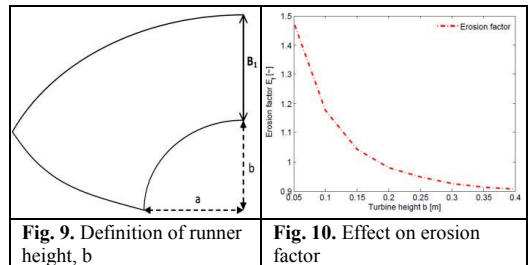 B1
b
a
Fig. 9. Definition of runner
height, b
1.5
1.4
1.3
1.2
1.1
1
0.9
Erosion factor Ef [-]
Erosion factor
0.05
0.1
0.15
0.2
0.25
0.3
0.35
0.4
Turbine height b [m]
Fig. 10. Effect on erosion
factor